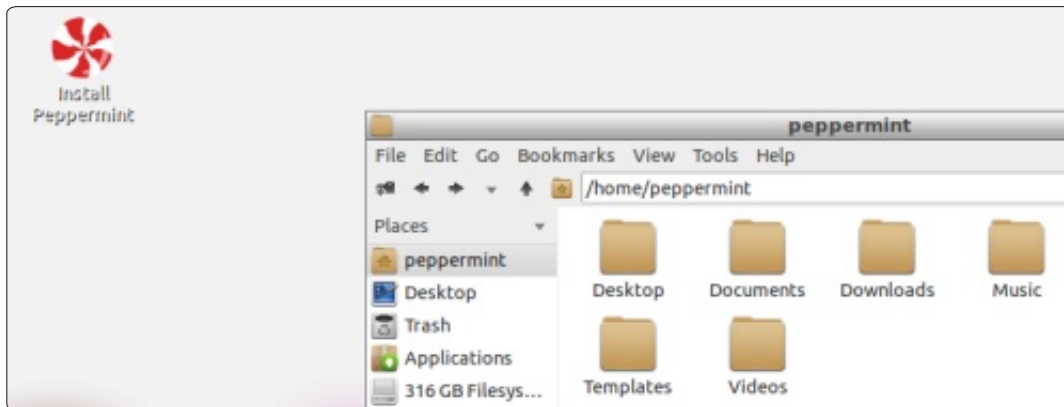 Install
Peppermint
peppermint
File Edit Go Bookmarks View Tools Help
/home/peppermint
Places
peppermint
Desktop
Trash
Applications
316 GB Filesys...
Desktop Documents Downloads Music
Templates Videos